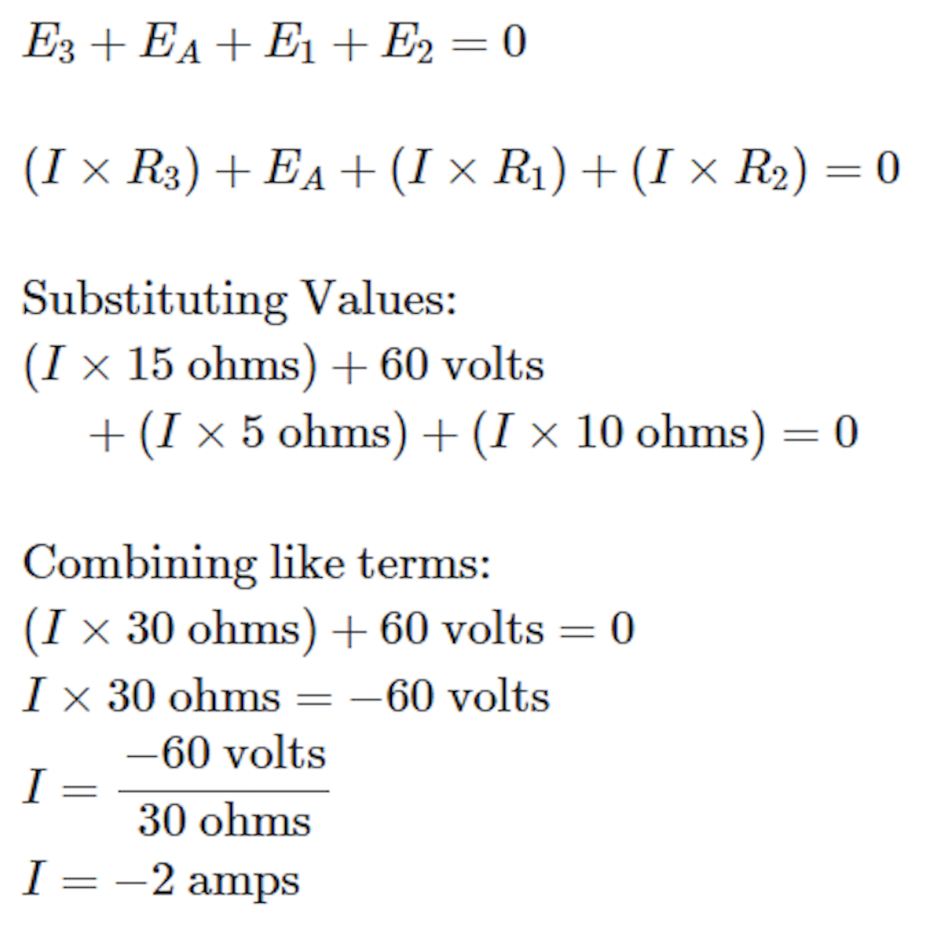 E₃ + E_A + E₁ + E₂ = 0
(I × R₃) + E_A + (I × R₁) + (I × R₂) = 0
Substituting Values:
(I × 15 ohms) + 60 volts
+ (I × 5 ohms) + (I × 10 ohms) = 0
Combining like terms:
(I × 30 ohms) + 60 volts = 0
I × 30 ohms = −60 volts
I = −60 volts / 30 ohms
I = −2 amps